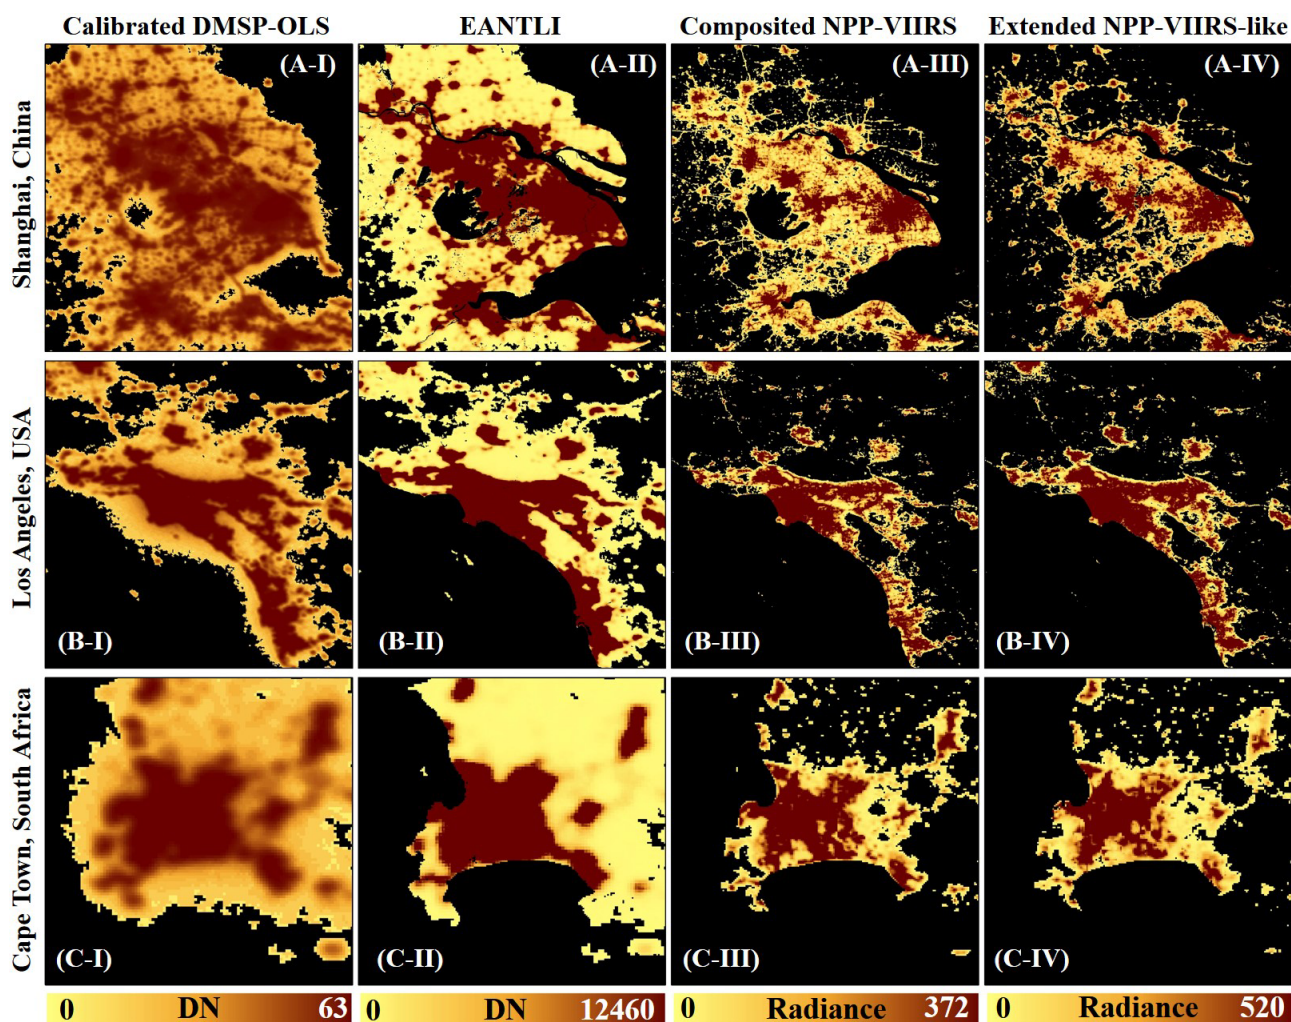 Calibrated DMSP-OLS EANTLI Composited NPP-VIIRS Extended NPP-VIIRS-like
Shanghai, China
(A-I) (A-II) (A-III) (A-IV)
Los Angeles, USA
(B-I) (B-II) (B-III) (B-IV)
Cape Town, South Africa
(C-I) (C-II) (C-III) (C-IV)
0 DN 63 0 DN 12460 0 Radiance 372 0 Radiance 520